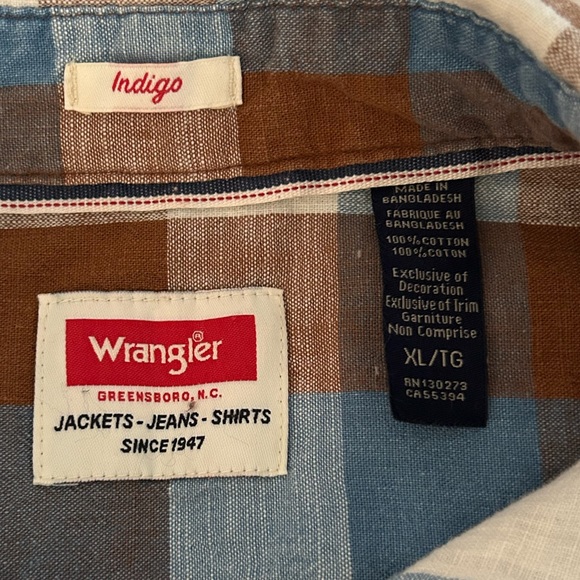 Indigo
MADE IN
BANGLADESH
FABRIQUE AU
BANGLADESH
100% COTTON
100% COTON
Exclusive of
Decoration
Exclusive of Trim
Garniture
Non Comprise
XL/TG
RN130273
CA56394
Wrangler®
GREENSBORO, N.C.
JACKETS - JEANS - SHIRTS
SINCE 1947